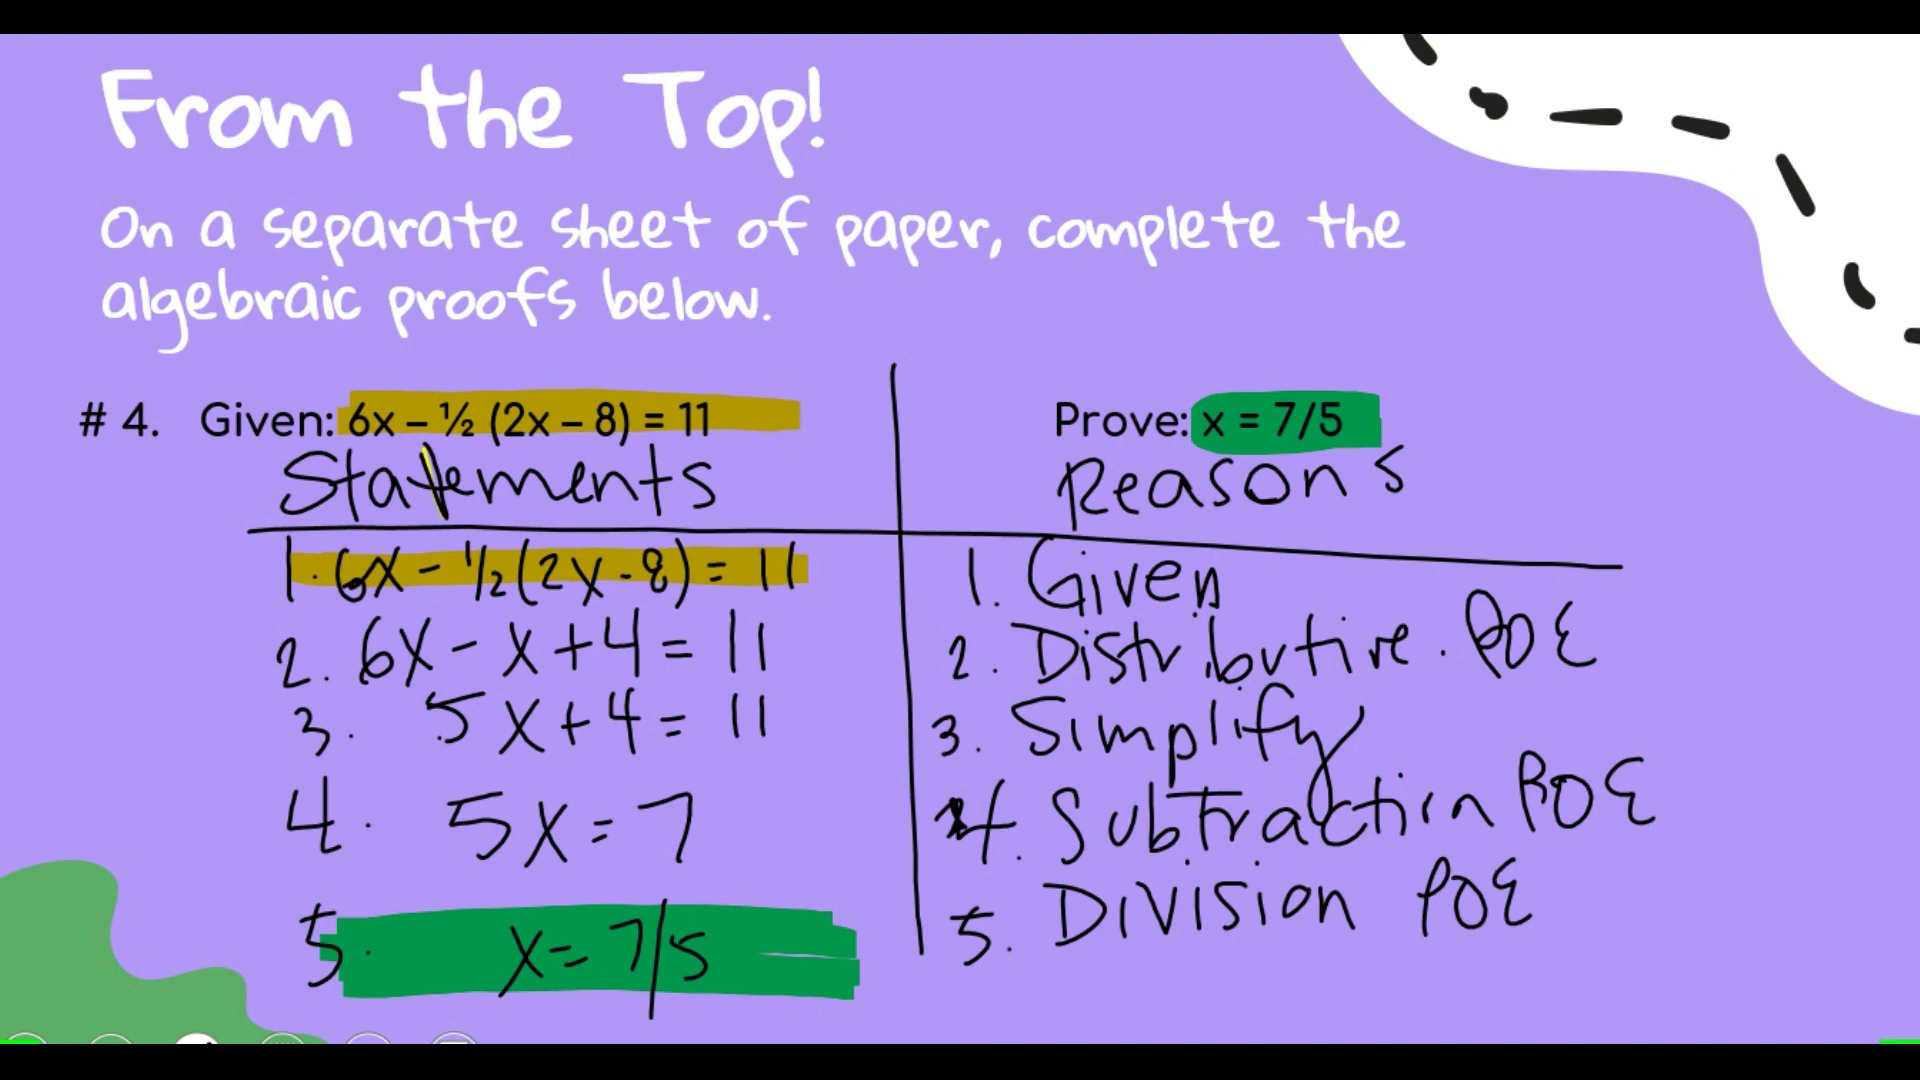 From the Top!
On a separate sheet of paper, complete the
algebraic proofs below.
# 4. Given: 6x – ½ (2x – 8) = 11 Prove: x = 7/5
Statements Reasons
1. 6x - 1/2(2x-8) = 11 1. Given
2. 6x - x + 4 = 11 2. Distributive. POE
3. 5x + 4 = 11 3. Simplify
4. 5x = 7 4. Subtraction POE
5. x = 7/5 5. Division POE